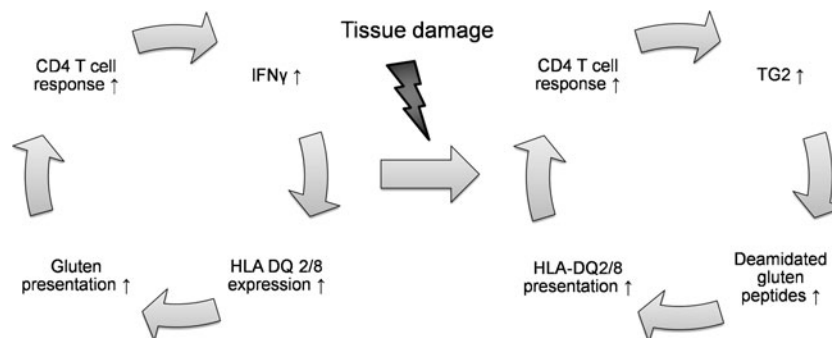 Tissue damage
CD4 T cell
response ↑
IFNγ ↑
Gluten
presentation ↑
HLA DQ 2/8
expression ↑
CD4 T cell
response ↑
TG2 ↑
HLA-DQ2/8
presentation ↑
Deamidated
gluten
peptides ↑